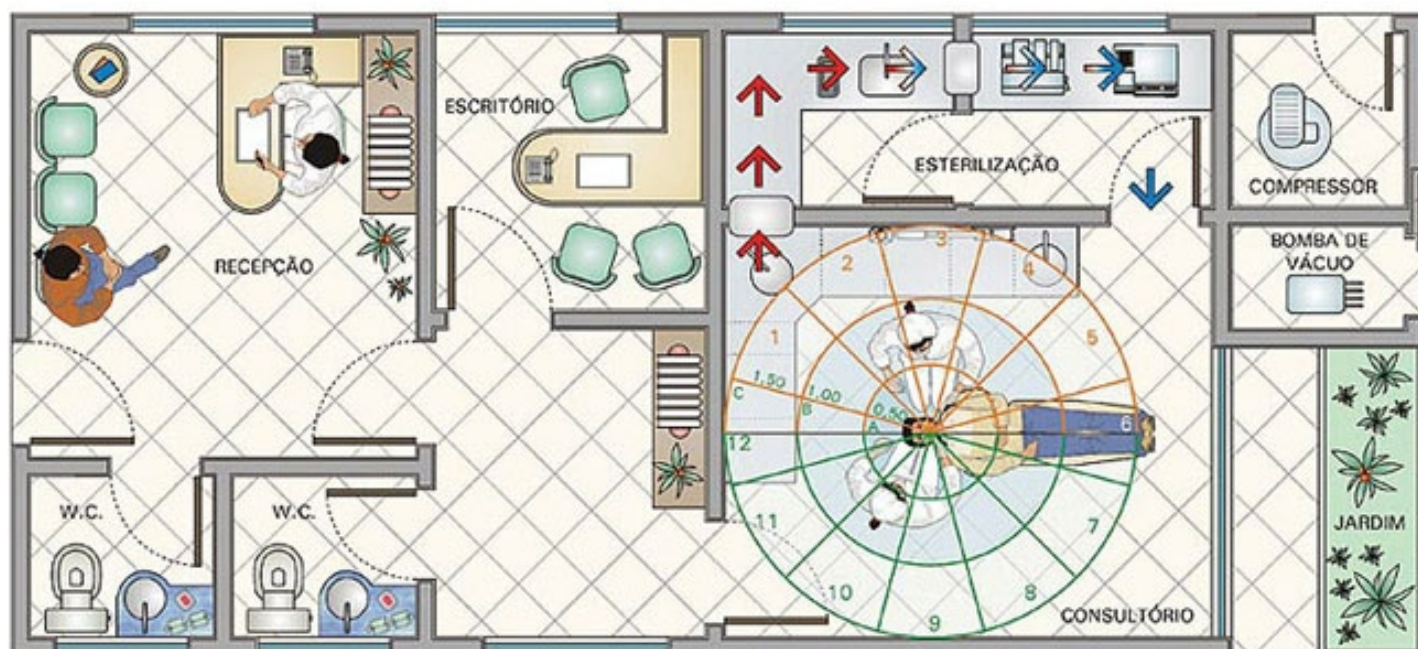 ESCRITÓRIO
RECEPÇÃO
ESTERILIZAÇÃO
COMPRESSOR
BOMBA DE
VÁCUO
W.C.
W.C.
CONSULTÓRIO
JARDIM
1
2
3
4
5
6
7
8
9
10
11
12
C
1,50
B
1,00
A
0,50